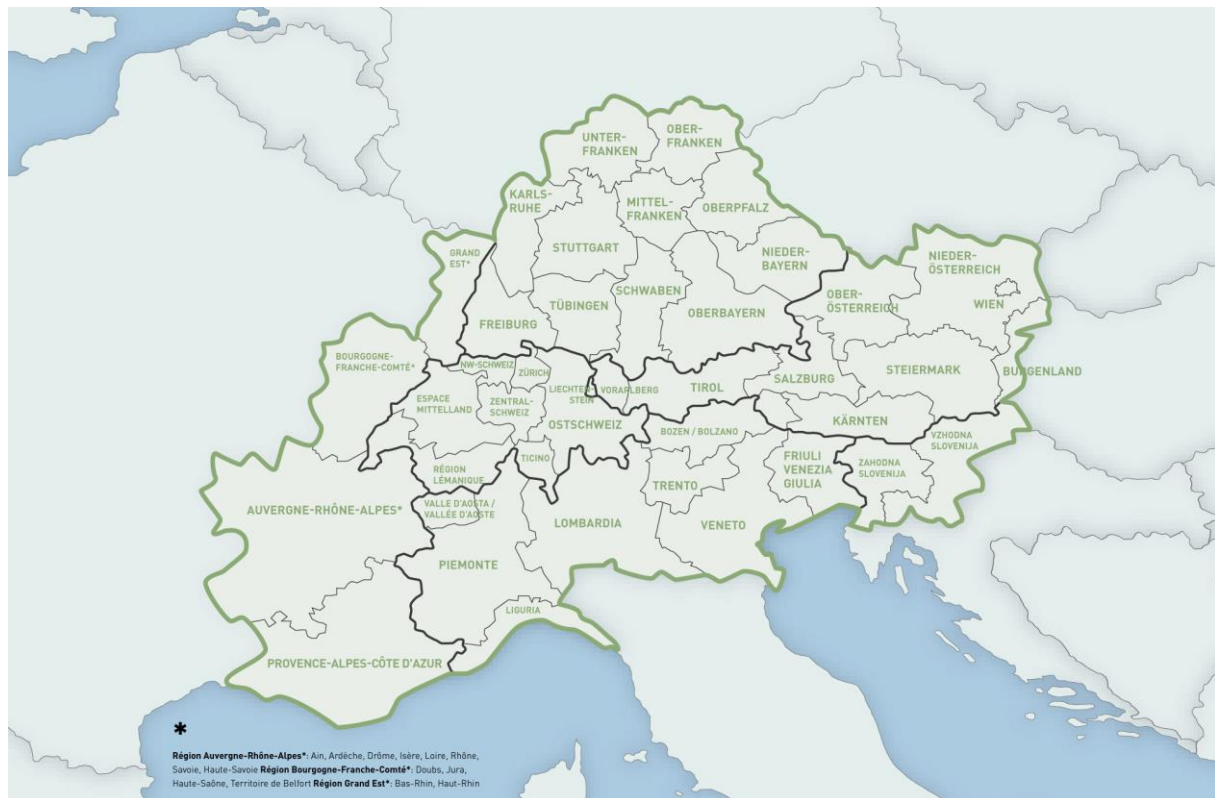 UNTER-
FRANKEN
OBER-
FRANKEN
KARLS-
RUHE
MITTEL-
FRANKEN
OBERPFALZ
STUTTGART
GRAND
EST*
NIEDER-
BAYERN
NIEDER-
ÖSTERREICH
SCHWABEN
TÜBINGEN
OBERBAYERN
OBER-
ÖSTERREICH
WIEN
FREIBURG
BOURGOGNE-
FRANCHE-COMTÉ*
NW-SCHWEIZ
ZÜRICH
LIECHTEN-
STEIN
VORARLBERG
TIROL
SALZBURG
STEIERMARK
BURGENLAND
ESPACE
MITTELLAND
ZENTRAL-
SCHWEIZ
OSTSCHWEIZ
KÄRNTEN
BOZEN / BOLZANO
VZHODNA
SLOVENIJA
TICINO
RÉGION
LÉMANIQUE
FRIULI
VENEZIA
GIULIA
ZAHODNA
SLOVENIJA
TRENTO
AUVERGNE-RHÔNE-ALPES*
VALLE D'AOSTA /
VALLÉE D'AOSTE
LOMBARDIA
VENETO
PIEMONTE
LIGURIA
PROVENCE-ALPES-CÔTE D'AZUR
*
Région Auvergne-Rhône-Alpes*: Ain, Ardèche, Drôme, Isère, Loire, Rhône,
Savoie, Haute-Savoie Région Bourgogne-Franche-Comté*: Doubs, Jura,
Haute-Saône, Territoire de Belfort Région Grand Est*: Bas-Rhin, Haut-Rhin